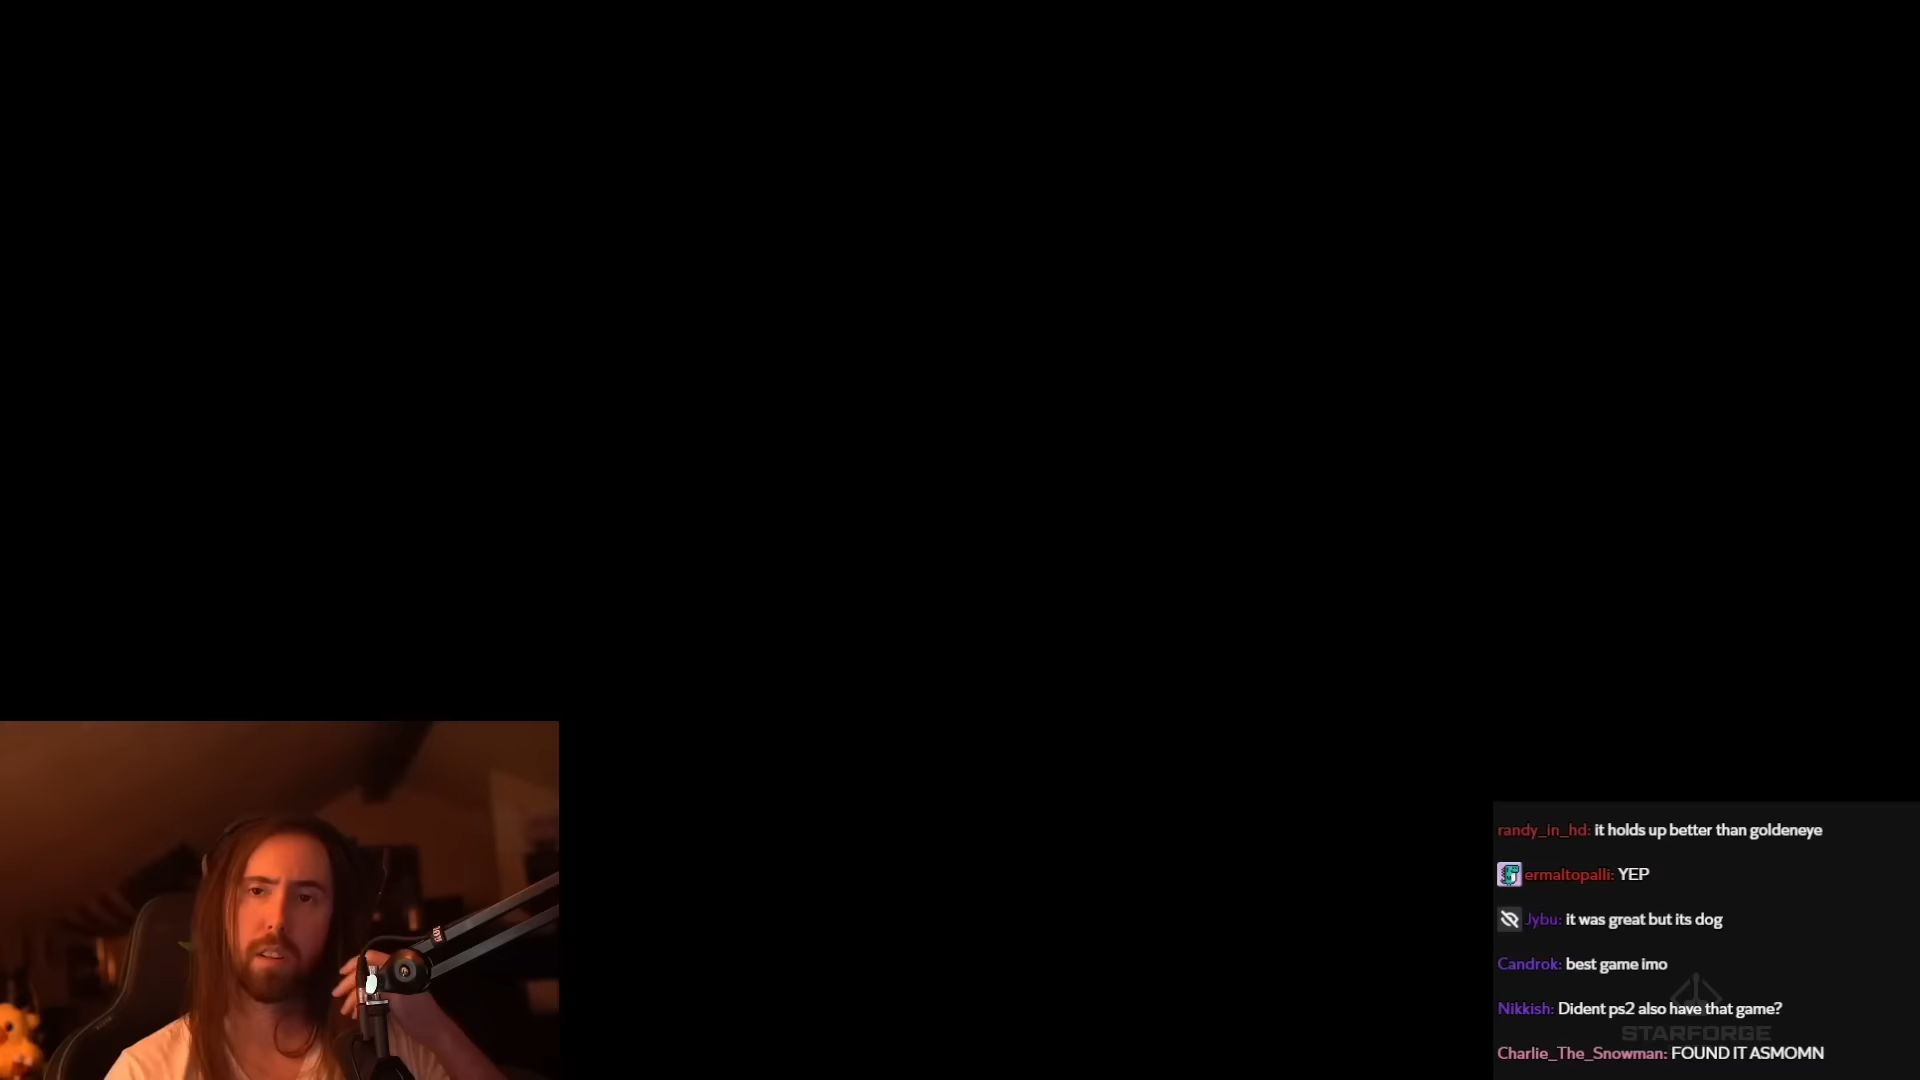 randy_in_hd: it holds up better than goldeneye
ermaltopalli: YEP
Jybu: it was great but its dog
Candrok: best game imo
Nikkish: Dident ps2 also have that game?
STARFORGE
Charlie_The_Snowman: FOUND IT ASMOMN